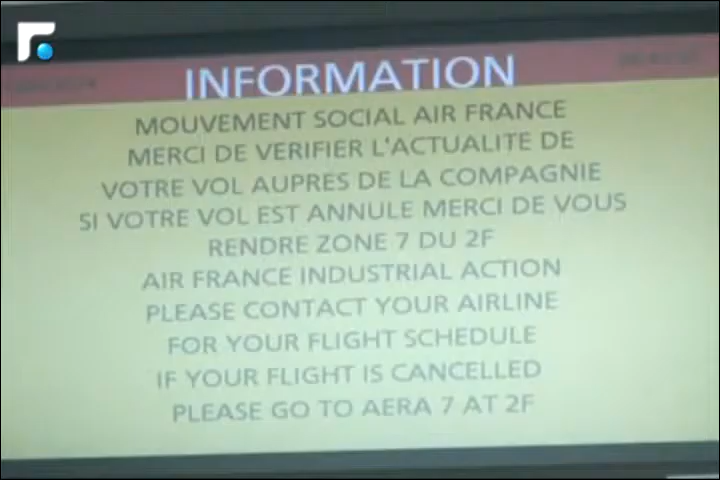 INFORMATION
MOUVEMENT SOCIAL AIR FRANCE
MERCI DE VERIFIER L'ACTUALITE DE
VOTRE VOL AUPRES DE LA COMPAGNIE
SI VOTRE VOL EST ANNULE MERCI DE VOUS
RENDRE ZONE 7 DU 2F
AIR FRANCE INDUSTRIAL ACTION
PLEASE CONTACT YOUR AIRLINE
FOR YOUR FLIGHT SCHEDULE
IF YOUR FLIGHT IS CANCELLED
PLEASE GO TO AERA 7 AT 2F